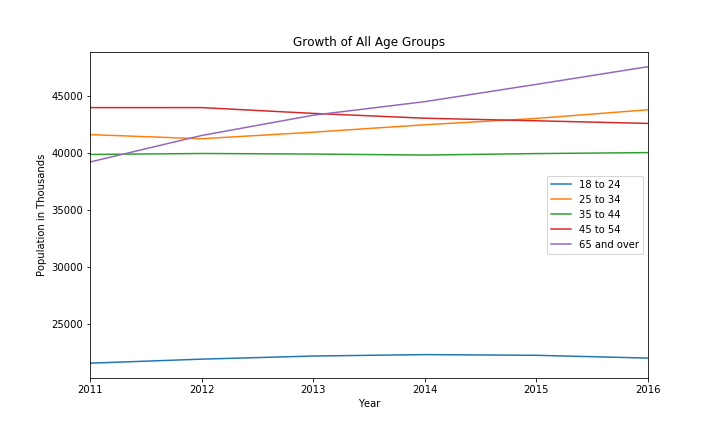 Growth of All Age Groups
Population in Thousands
45000
40000
35000
30000
25000
18 to 24
25 to 34
35 to 44
45 to 54
65 and over
2011 2012 2013 2014 2015 2016
Year